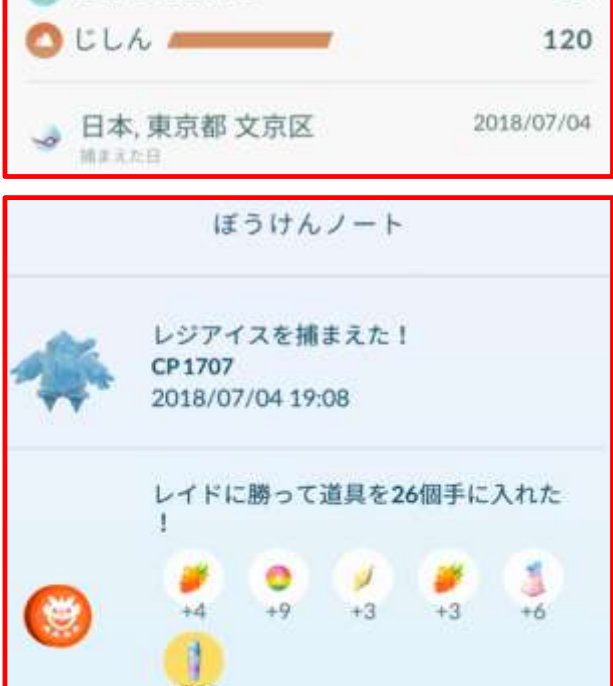 じしん 120
日本, 東京都 文京区 2018/07/04
捕まえた日
ぼうけんノート
レジアイスを捕まえた!
CP1707
2018/07/04 19:08
レイドに勝って道具を26個手に入れた
!
+4 +9 +3 +3 +6